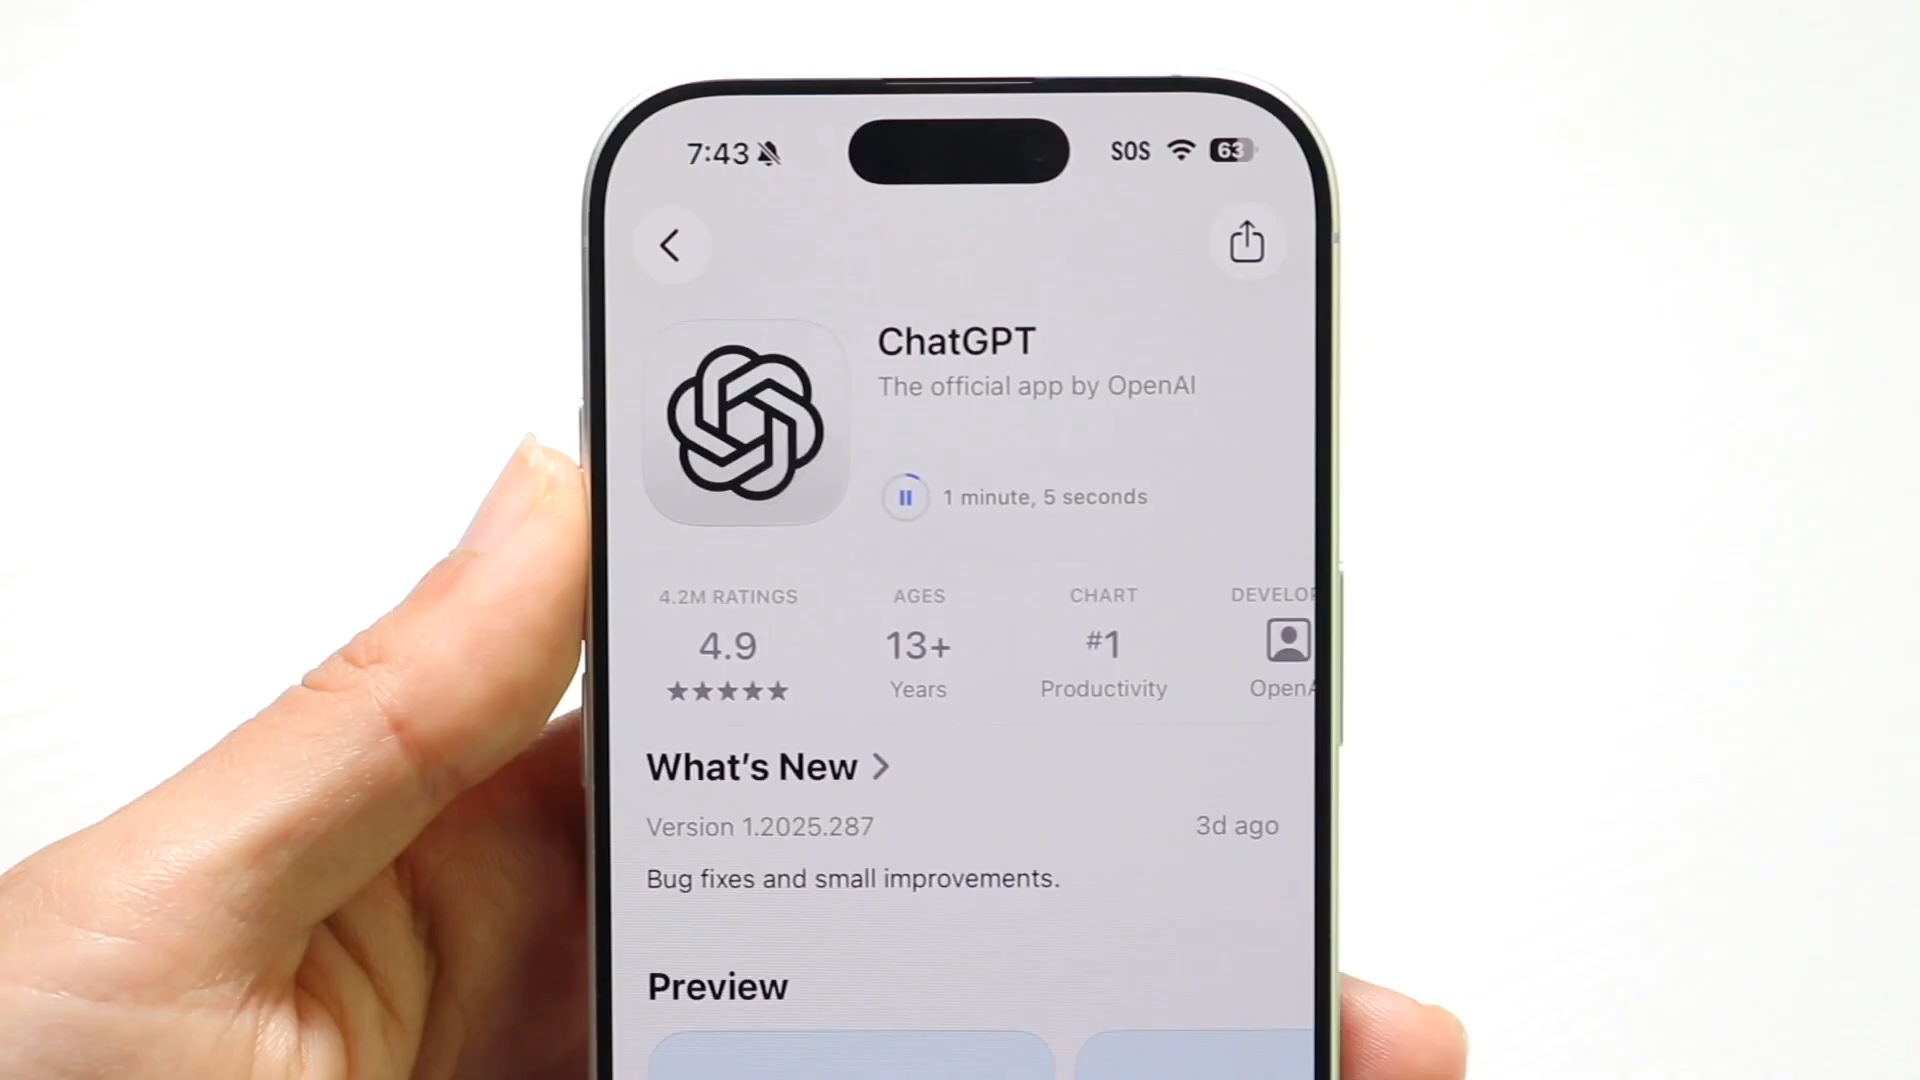 7:43
SOS
63
ChatGPT
The official app by OpenAI
1 minute, 5 seconds
4.2M RATINGS
4.9
★★★★★
AGES
13+
Years
CHART
#1
Productivity
DEVELO
Open
What's New >
Version 1.2025.287
3d ago
Bug fixes and small improvements.
Preview